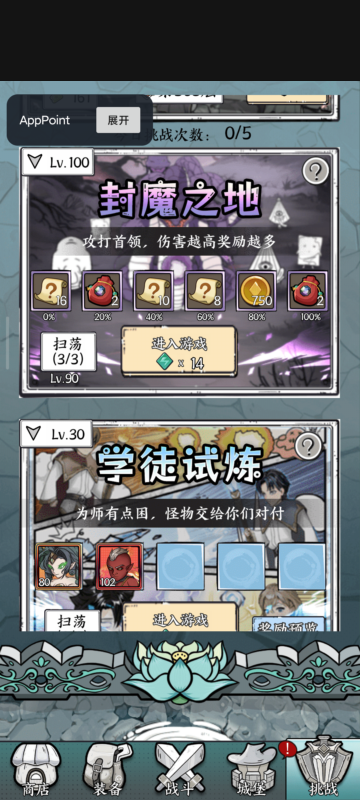 AppPoint
展开
挑战次数： 0/5
Lv.100
?
封魔之地
攻打首领，伤害越高奖励越多
16 2 10 8 750 2
0% 20% 40% 60% 80% 100%
扫荡
(3/3)
Lv.90
进入游戏
x 14
Lv.30
?
学徒试炼
为师有点困，怪物交给你们对付
80 102
扫荡
进入游戏
奖励预览
商店 装备 战斗 城堡 ! 挑战